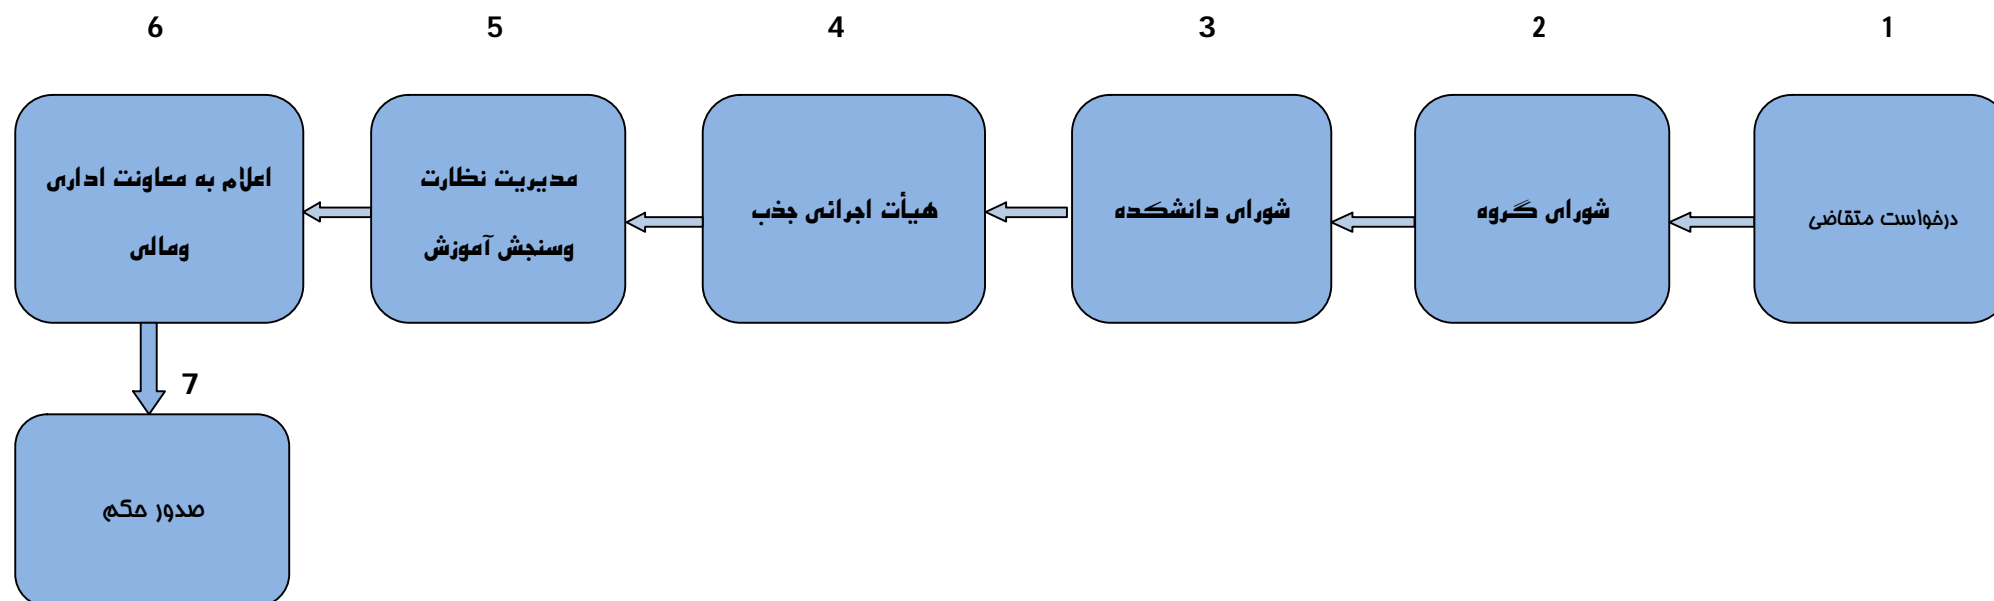 1
2
3
4
5
6
درخواست متقاضی
شورای گروه
شورای دانشکده
هیأت اجرائی جذب
مدیریت نظارت
وسنجش آموزش
اعلام به معاونت اداری
ومالی
7
صدور حکم